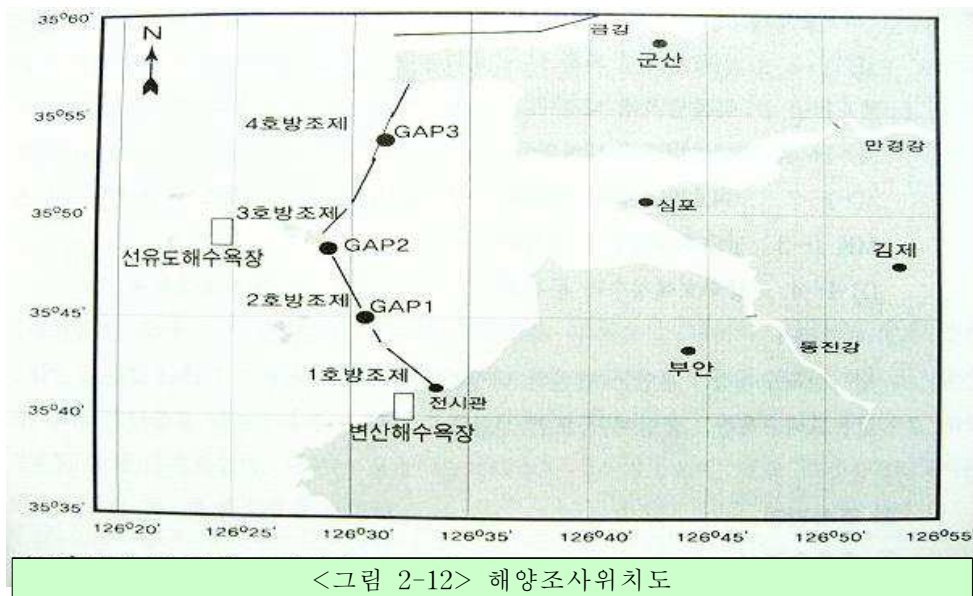 35°60'
금강
N
군산
35°55'
4호방조제
GAP3
만경강
35°50'
3호방조제
심포
GAP2
선유도해수욕장
김제
35°45'
2호방조제
GAP1
동진강
부안
1호방조제
35°40'
전시관
변산해수욕장
35°35'
126°20' 126°25' 126°30' 126°35' 126°40' 126°45' 126°50' 126°55'
<그림 2-12> 해양조사위치도